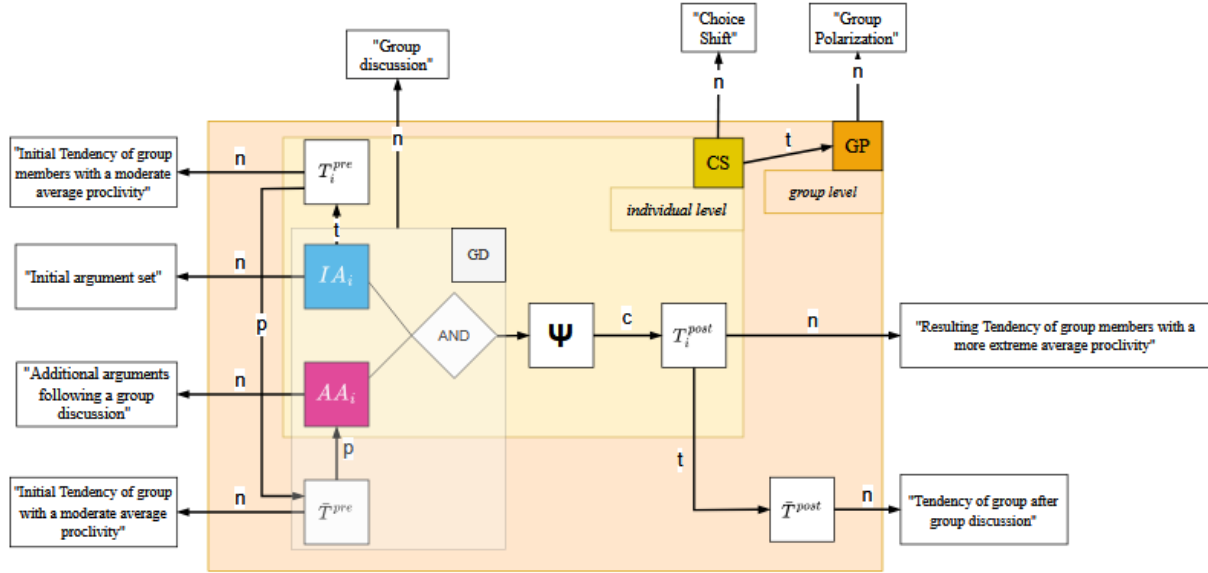 "Choice
Shift"
"Group
Polarization"
"Group
discussion"
n
n
n
"Initial Tendency of group
members with a moderate
average proclivity"
n
T_i^{pre}
CS
t
GP
individual level
group level
t
"Initial argument set"
n
IA_i
GD
p
AND
Ψ
c
T_i^{post}
n
"Resulting Tendency of group members with a
more extreme average proclivity"
"Additional arguments
following a group
discussion"
n
AA_i
p
t
"Initial Tendency of group
with a moderate average
proclivity"
n
T̄^{pre}
T̄^{post}
n
"Tendency of group after
group discussion"